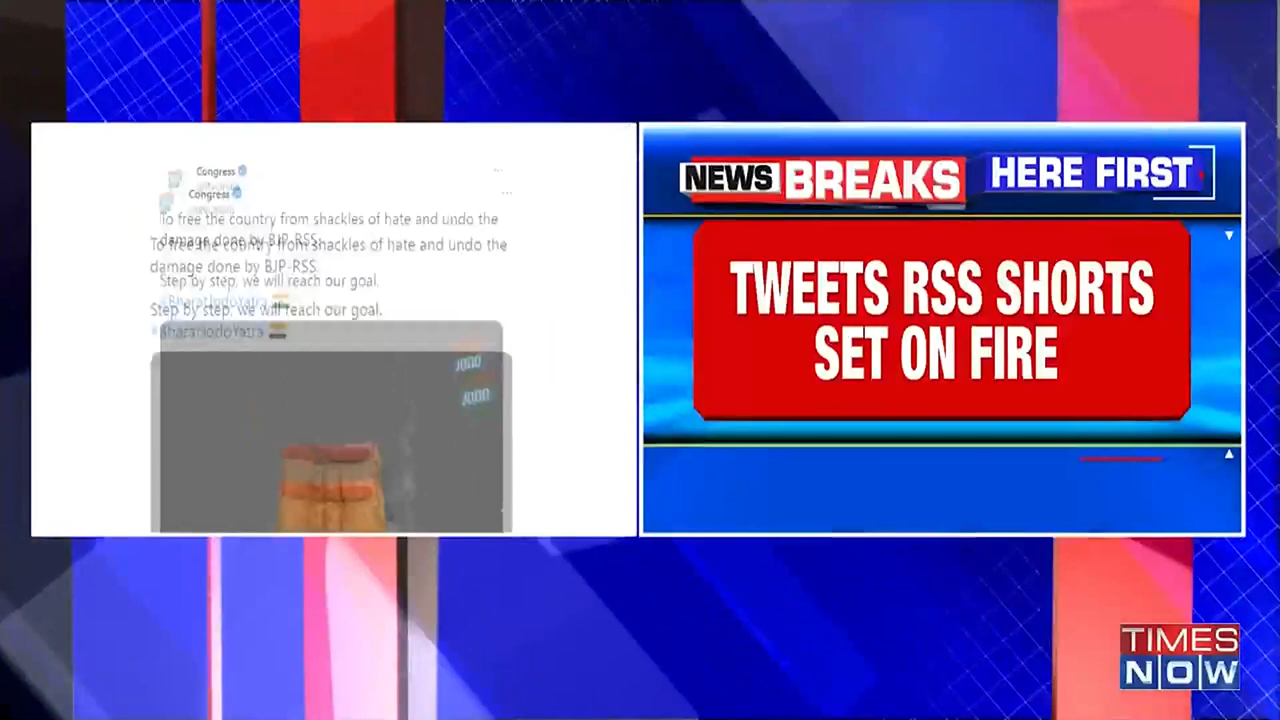 Congress
Congress
To free the country from shackles of hate and undo the
damage done by BJP-RSS.
To free the country from shackles of hate and undo the
damage done by BJP-RSS.
Step by step, we will reach our goal.
#BharatJodoYatra
Step by step, we will reach our goal.
#BharatJodoYatra
NEWS BREAKS HERE FIRST
TWEETS RSS SHORTS
SET ON FIRE
TIMES
NOW